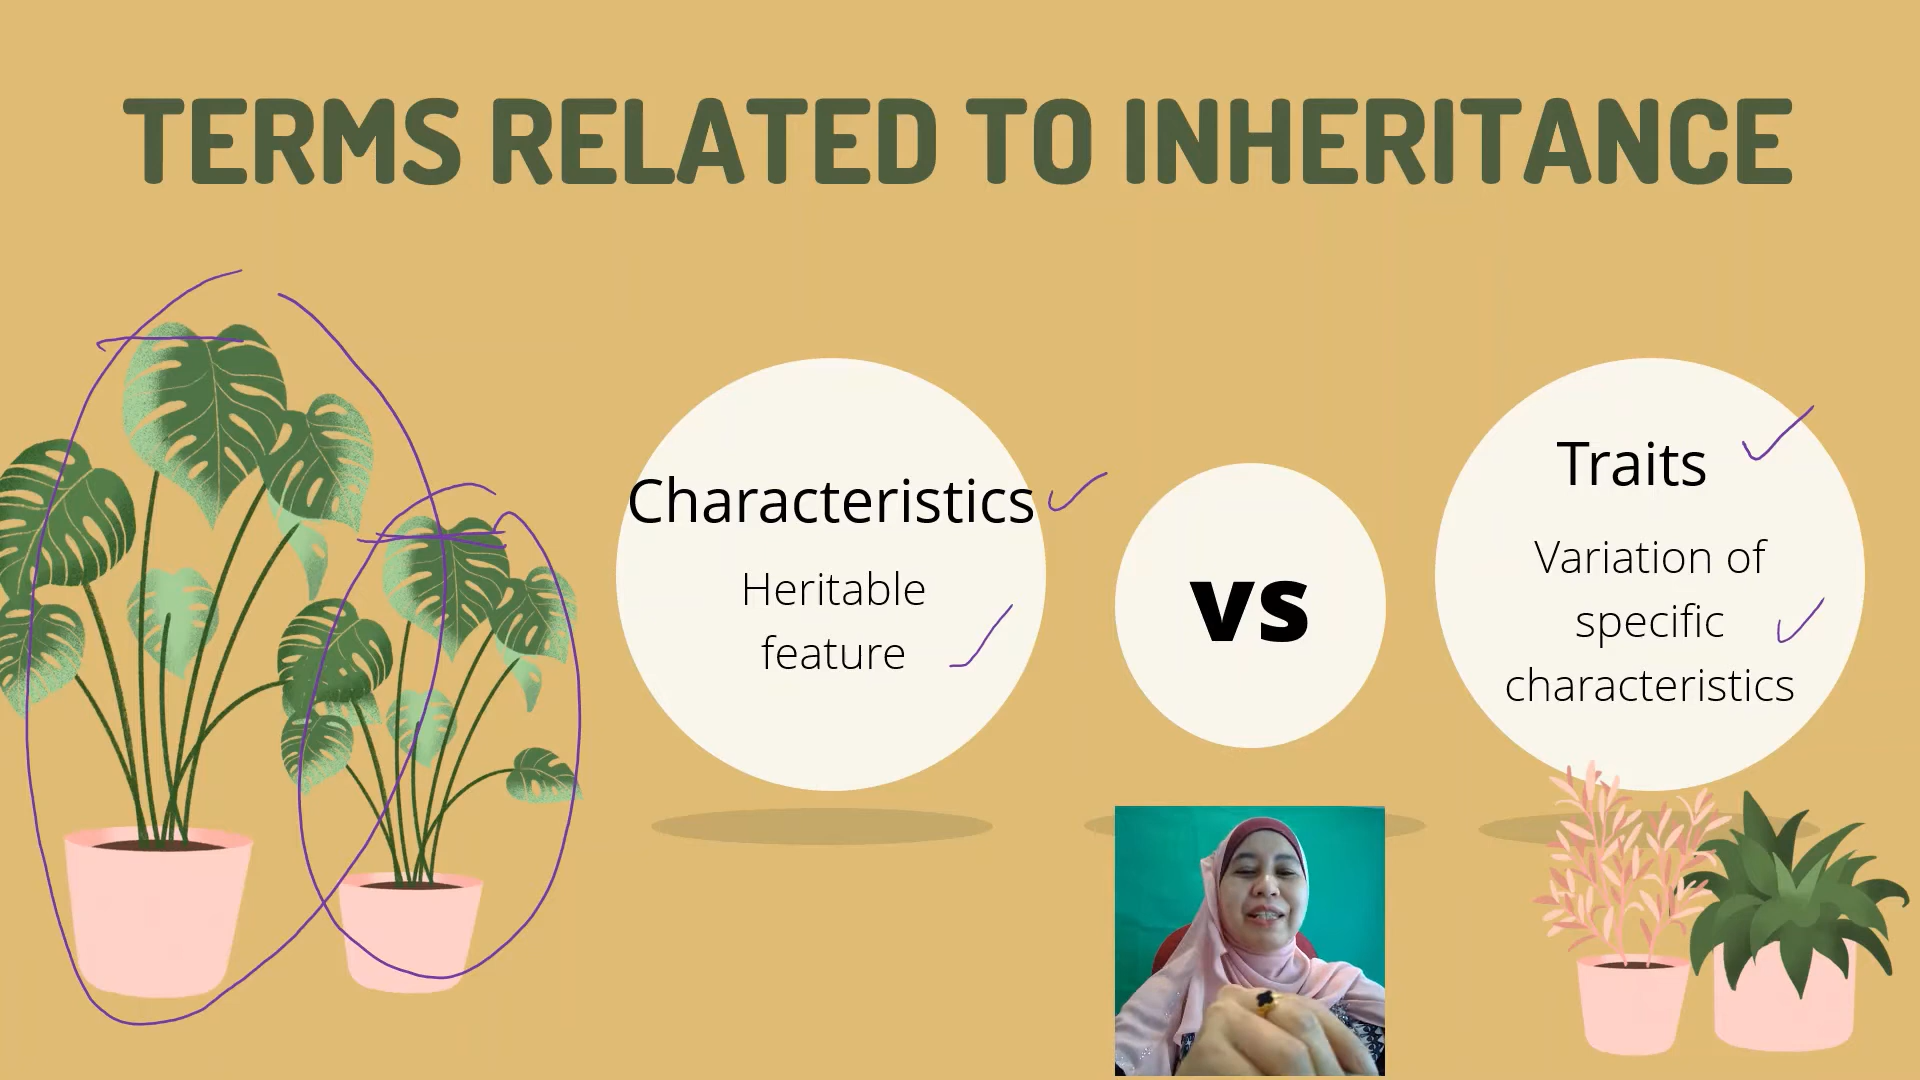 TERMS RELATED TO INHERITANCE
Characteristics
Heritable
feature
vs
Traits
Variation of
specific
characteristics